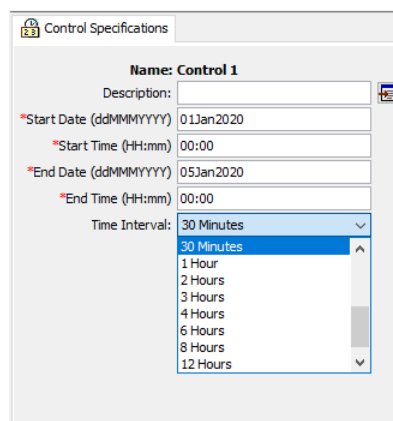 Control Specifications
Name: Control 1
Description:
*Start Date (ddMMMYYYY) 01Jan2020
*Start Time (HH:mm) 00:00
*End Date (ddMMMYYYY) 05Jan2020
*End Time (HH:mm) 00:00
Time Interval: 30 Minutes
30 Minutes
1 Hour
2 Hours
3 Hours
4 Hours
6 Hours
8 Hours
12 Hours